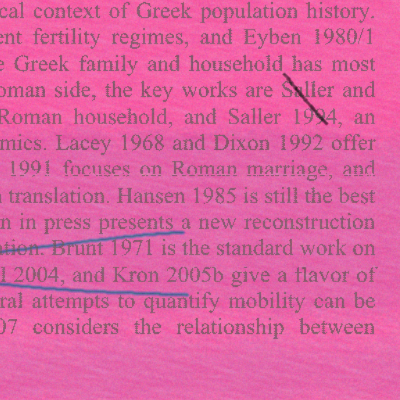 cal context of Greek population history.
ent fertility regimes, and Eyben 1980/1
e Greek family and household has most
oman side, the key works are Saller and
Roman household, and Saller 1994, an
mics. Lacey 1968 and Dixon 1992 offer
1991 focuses on Roman marriage, and
translation. Hansen 1985 is still the best
n in press presents a new reconstruction
ation. Brunt 1971 is the standard work on
l 2004, and Kron 2005b give a flavor of
ral attempts to quantify mobility can be
07 considers the relationship between